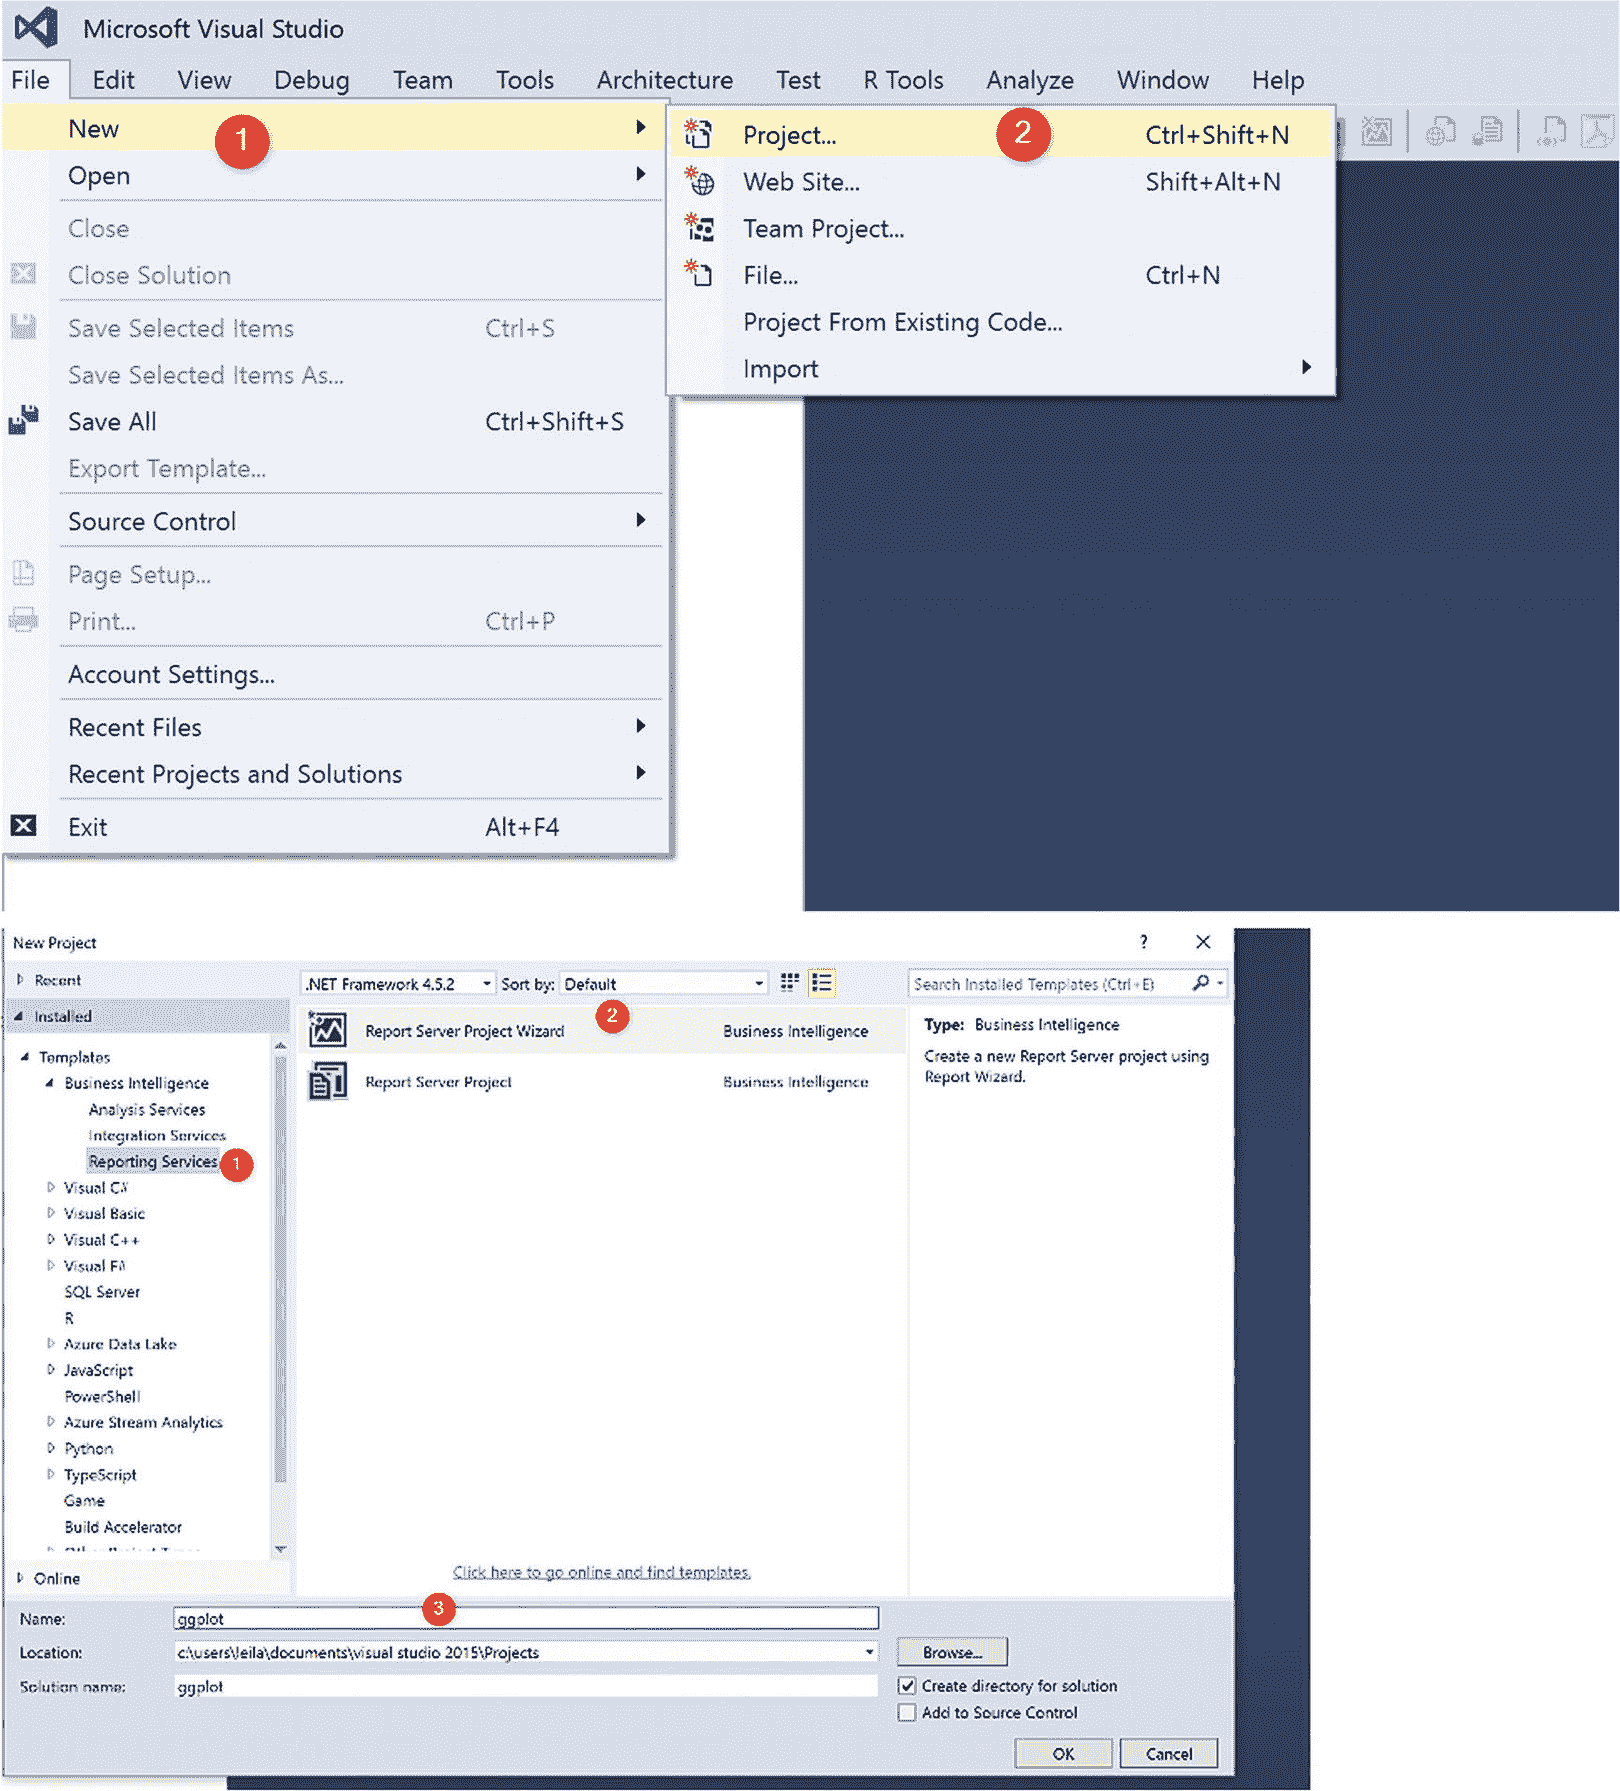 Microsoft Visual Studio
File Edit View Debug Team Tools Architecture Test R Tools Analyze Window Help
New 1
Open
Close
Close Solution
Save Selected Items Ctrl+S
Save Selected Items As...
Save All Ctrl+Shift+S
Export Template...
Source Control
Page Setup...
Print... Ctrl+P
Account Settings...
Recent Files
Recent Projects and Solutions
Exit Alt+F4
Project... 2 Ctrl+Shift+N
Web Site... Shift+Alt+N
Team Project...
File... Ctrl+N
Project From Existing Code...
Import
New Project ?
Recent
.NET Framework 4.5.2 Sort by: Default
Search Installed Templates (Ctrl+E)
Installed
Templates
Business Intelligence
Analysis Services
Integration Services
Reporting Services 1
Visual C#
Visual Basic
Visual C++
Visual F#
SQL Server
R
Azure Data Lake
JavaScript
PowerShell
Azure Stream Analytics
Python
TypeScript
Game
Build Accelerator
Online
2
Report Server Project Wizard Business Intelligence
Report Server Project Business Intelligence
Click here to go online and find templates.
Type: Business Intelligence
Create a new Report Server project using
Report Wizard.
3
Name: ggplot
Location: c:\users\leila\documents\visual studio 2015\Projects
Browse...
Solution name: ggplot
Create directory for solution
Add to Source Control
OK Cancel